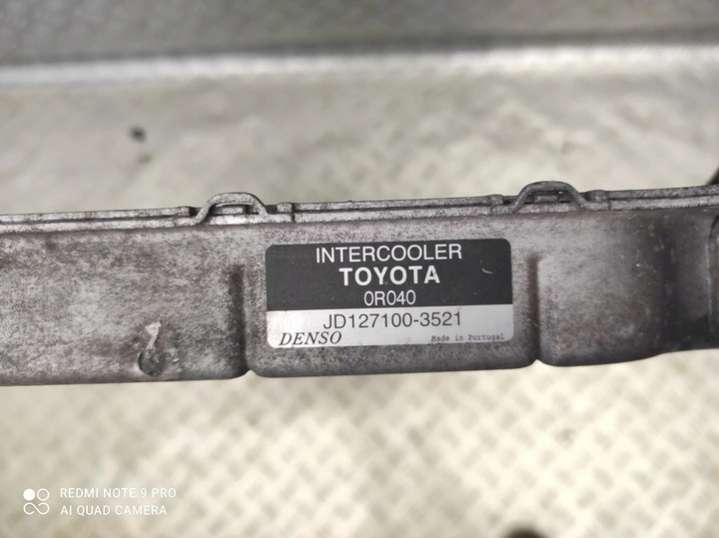 INTERCOOLER
TOYOTA
0R040
JD127100-3521
DENSO Made in Portugal
REDMI NOTE 9 PRO
AI QUAD CAMERA